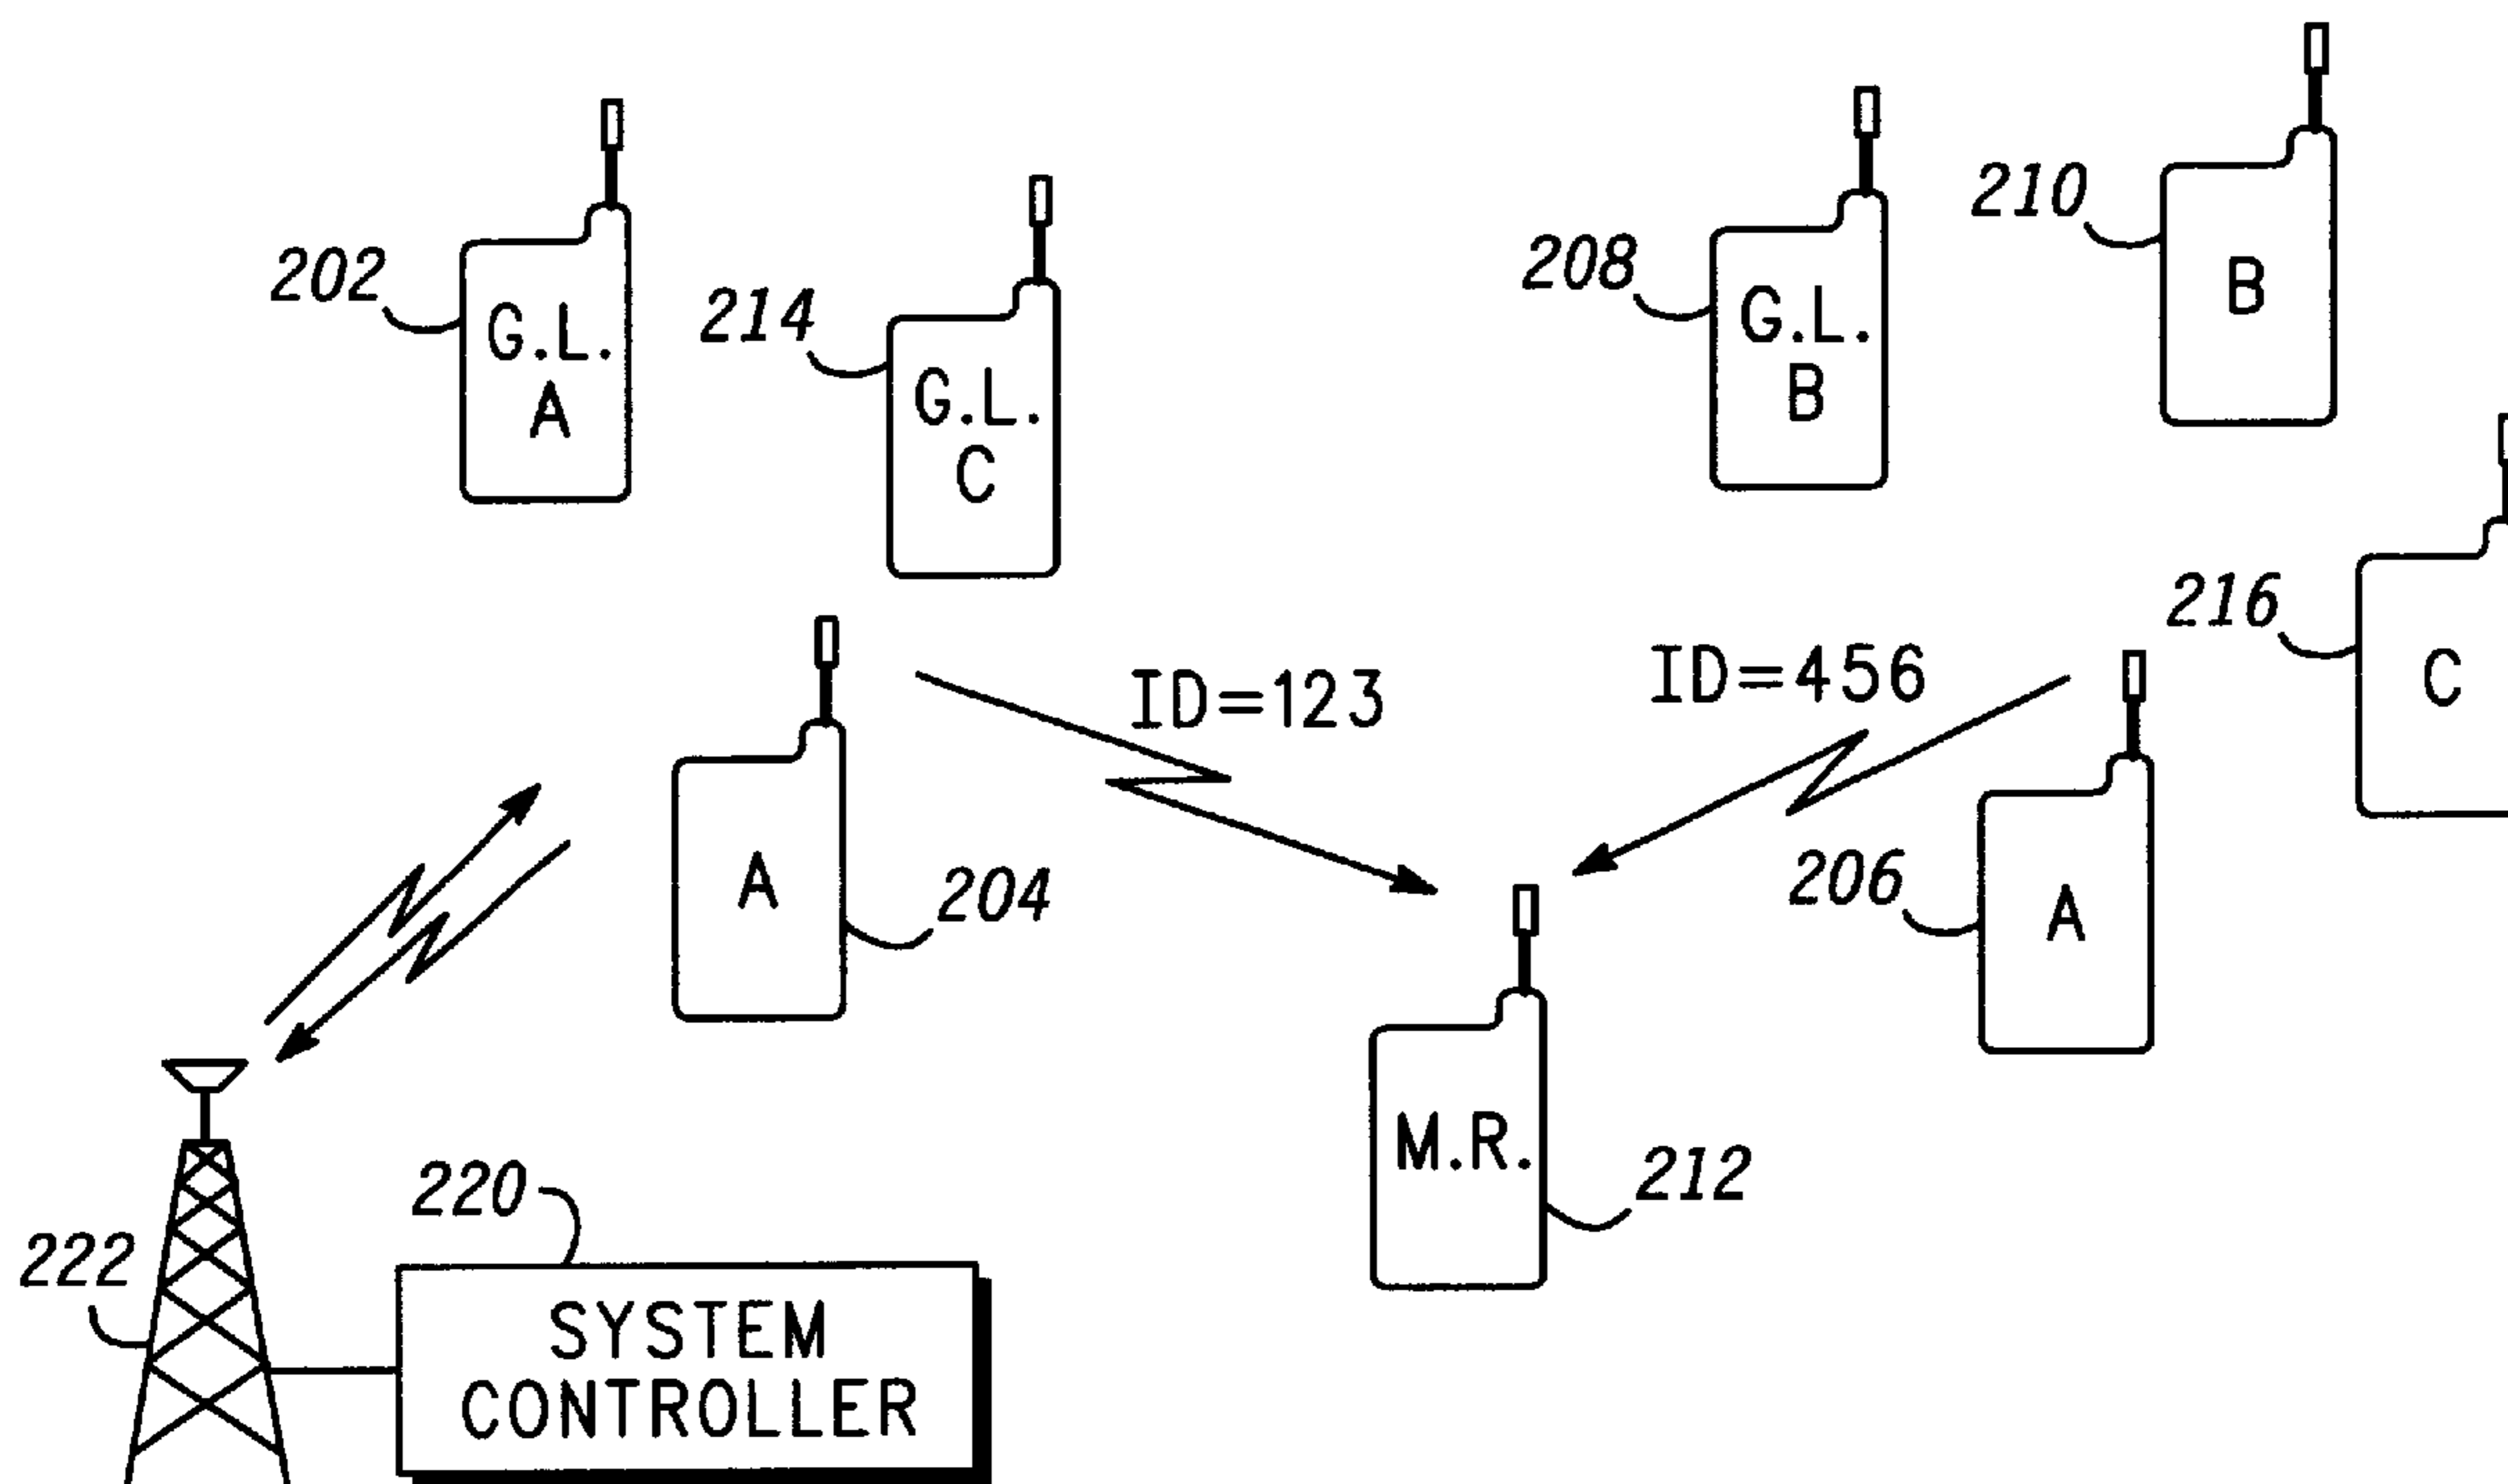 202
G.L.
A
214
G.L.
C
208
G.L.
B
210
B
216
C
ID=123
ID=456
A
204
206
A
M.R.
212
222
220
SYSTEM
CONTROLLER